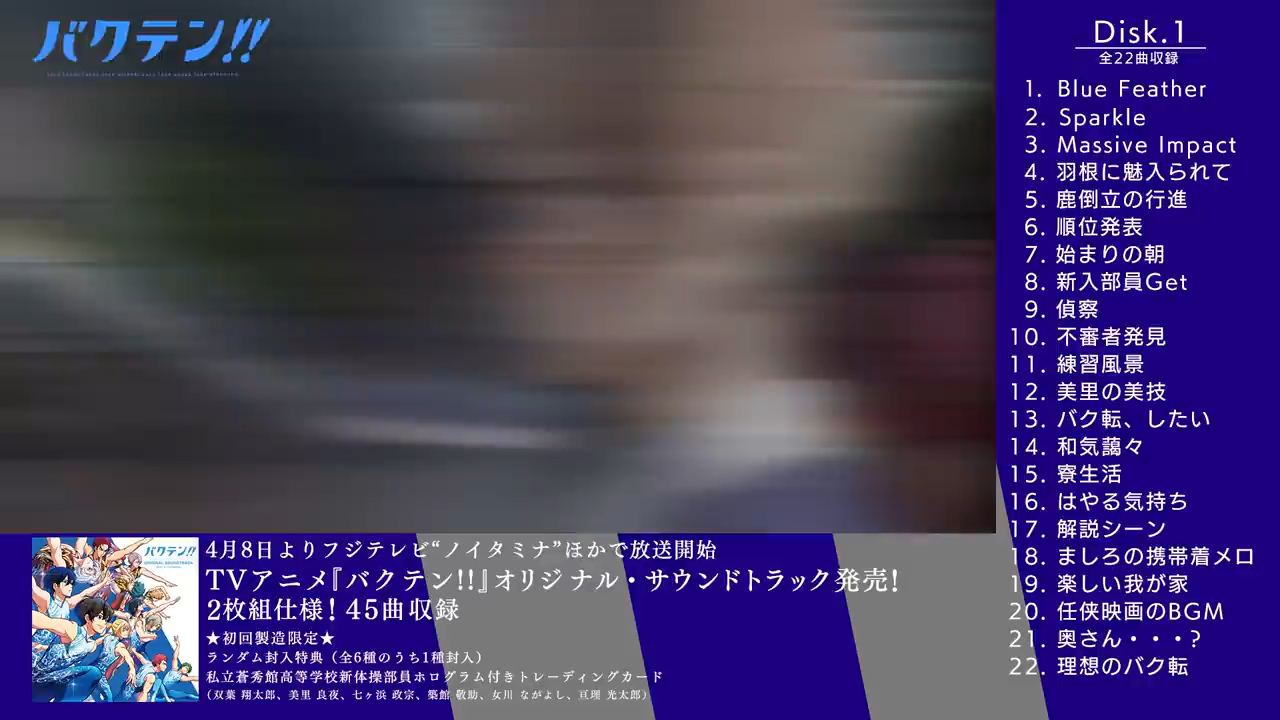 バクテン!!
Disk.1
全22曲収録
1. Blue Feather
2. Sparkle
3. Massive Impact
4. 羽根に魅入られて
5. 鹿倒立の行進
6. 順位発表
7. 始まりの朝
8. 新入部員Get
9. 偵察
10. 不審者発見
11. 練習風景
12. 美里の美技
13. バク転、したい
14. 和気藹々
15. 寮生活
16. はやる気持ち
17. 解説シーン
18. ましろの携帯着メロ
19. 楽しい我が家
20. 任侠映画のBGM
21. 奥さん・・・?
22. 理想のバク転
バクテン!!
ORIGINAL SOUNDTRACK
4月8日よりフジテレビ“ノイタミナ”ほかで放送開始
TVアニメ『バクテン!!』オリジナル・サウンドトラック発売!
2枚組仕様! 45曲収録
★初回製造限定★
ランダム封入特典（全6種のうち1種封入）
私立蒼秀館高等学校新体操部員ホログラム付きトレーディングカード
（双葉 翔太郎、美里 良夜、七ヶ浜 政宗、築館 敬助、女川 ながよし、亘理 光太郎）